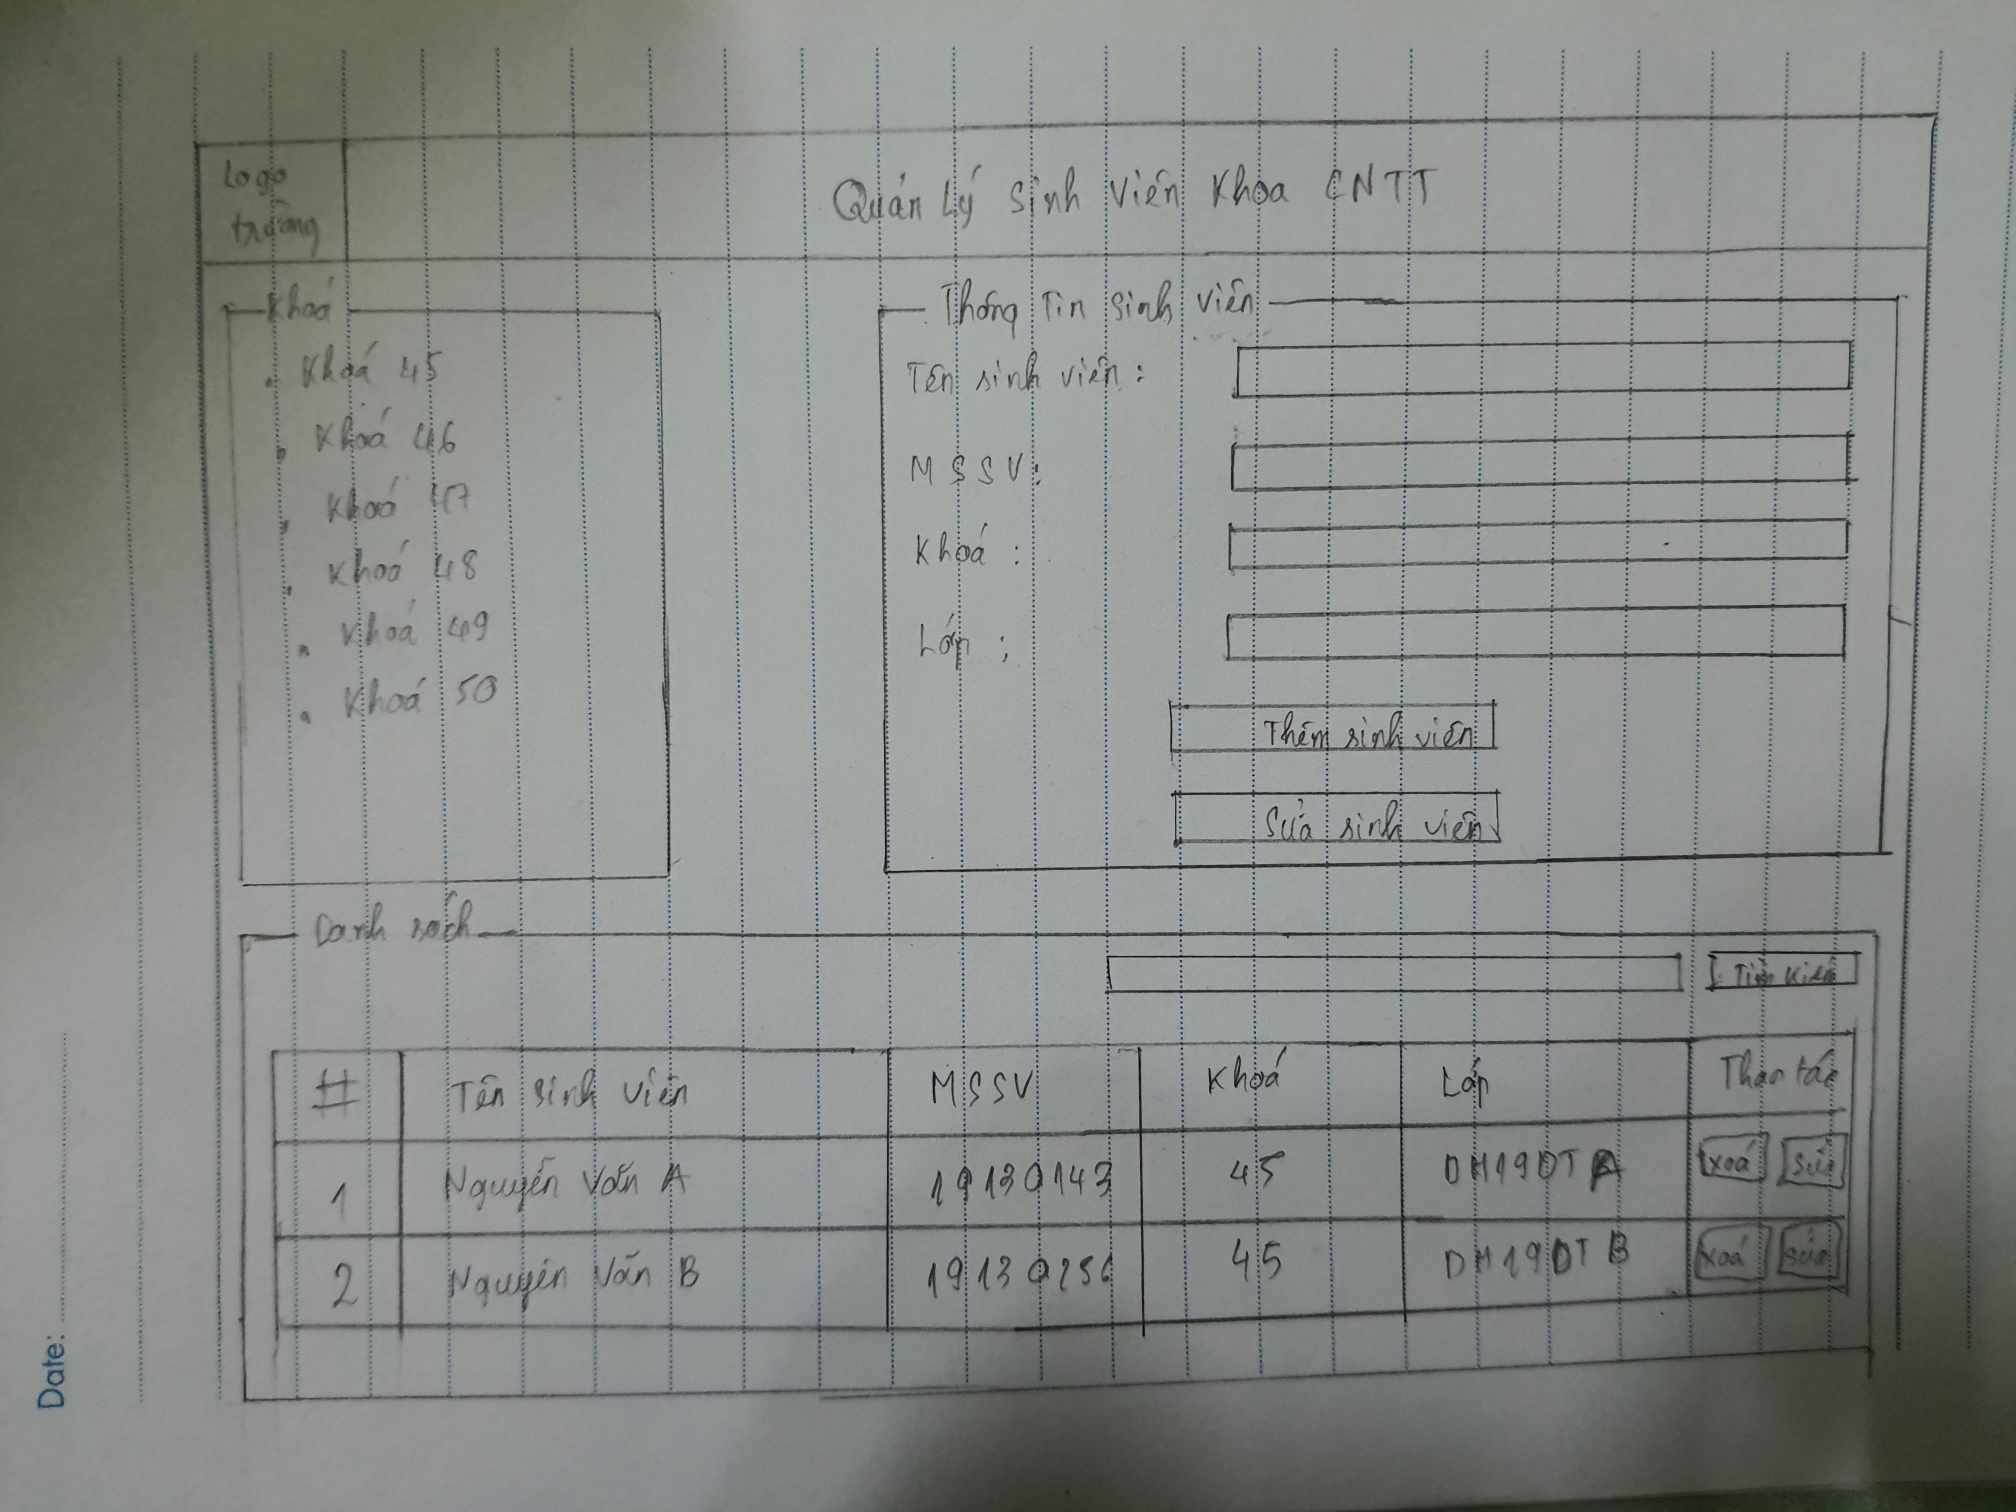 Logo
trường
Quản Lý Sinh Viên Khoa CNTT
Khoá
Khoá 45
Khoá 46
Khoá 47
Khoá 48
Khoá 49
Khoá 50
Thông Tin Sinh viên
Tên sinh viên:
MSSV:
Khoá:
Lớp:
Thêm sinh viên
Sửa sinh viên
Danh sách
Tìm kiếm
# Tên Sinh Viên MSSV Khoá Lớp Thao tác
1 Nguyễn Văn A 19130143 45 DH19DTA Xoá Sửa
2 Nguyễn Văn B 19130256 45 DH19DTB Xoá Sửa
Date: